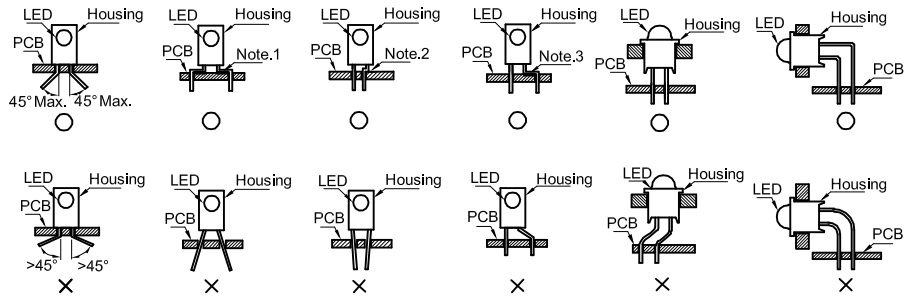 LED Housing
PCB
45° Max. 45° Max.
LED Housing
PCB Note.1
LED Housing
PCB Note.2
LED Housing
PCB Note.3
LED Housing
PCB
Housing
LED
PCB
LED Housing
PCB
>45° >45°
LED Housing
PCB
LED Housing
PCB
LED Housing
PCB
LED Housing
PCB
Housing
LED
PCB